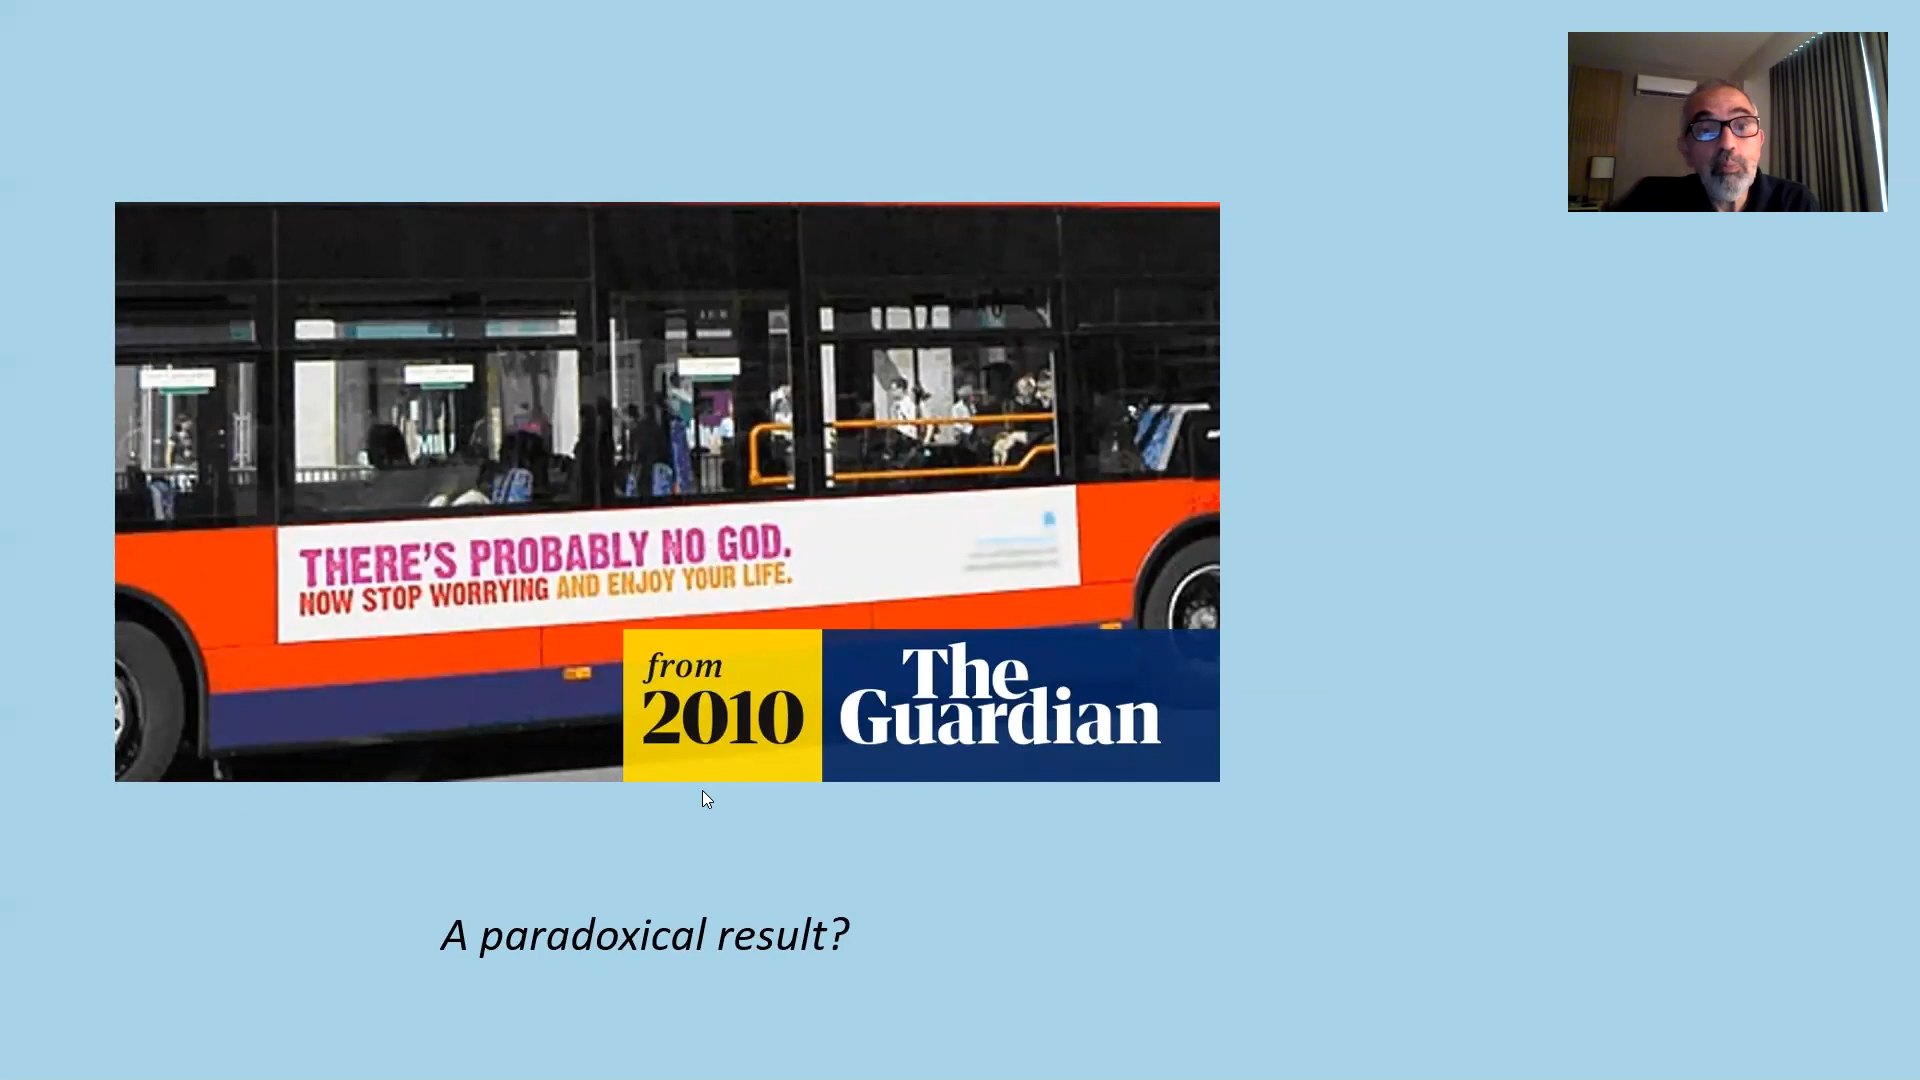 THERE'S PROBABLY NO GOD.
NOW STOP WORRYING AND ENJOY YOUR LIFE.
from
2010
The
Guardian
A paradoxical result?